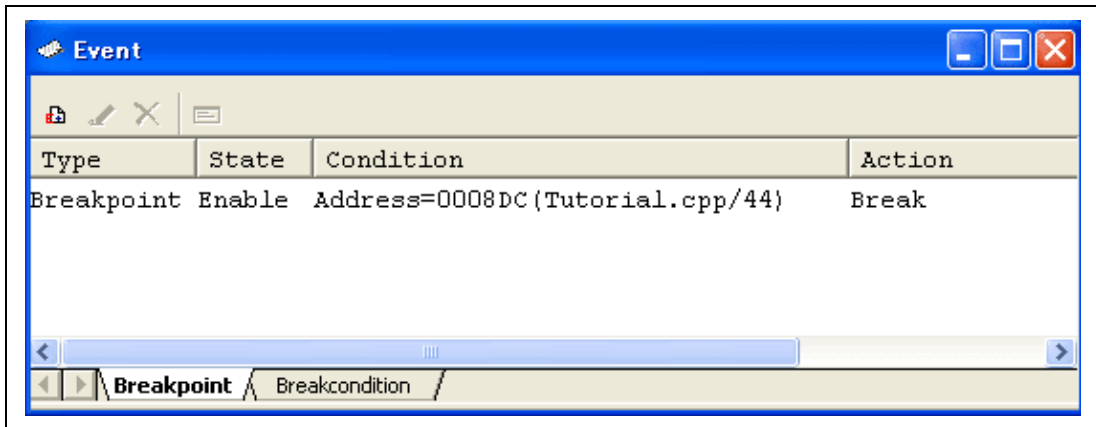 Event
Type State Condition Action
Breakpoint Enable Address=0008DC(Tutorial.cpp/44) Break
Breakpoint Breakcondition